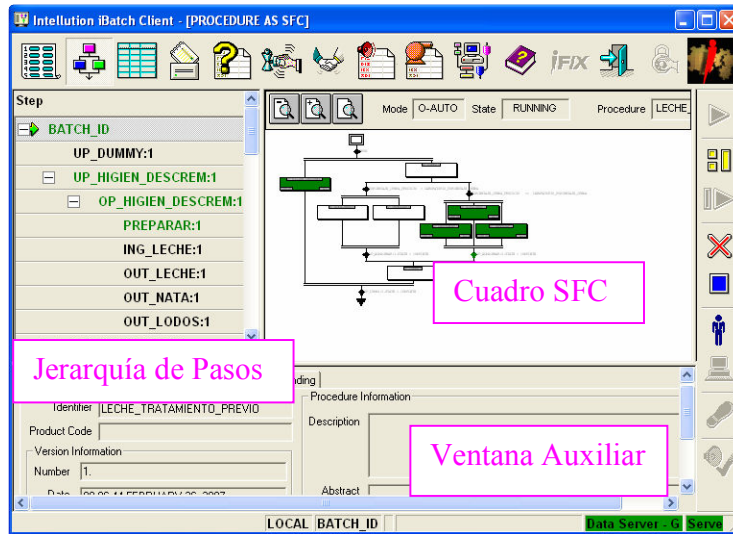 Intellution iBatch Client - [PROCEDURE AS SFC]
iF/X
Step
BATCH_ID
UP_DUMMY:1
UP_HIGIEN_DESCREM:1
OP_HIGIEN_DESCREM:1
PREPARAR:1
ING_LECHE:1
OUT_LECHE:1
OUT_NATA:1
OUT_LODOS:1
Mode O-AUTO State RUNNING Procedure LECHE_
Cuadro SFC
Jerarquía de Pasos
Identifier LECHE_TRATAMIENTO_PREVIO
Product Code
Version Information
Number 1.
Procedure Information
Description
Abstract
Ventana Auxiliar
LOCAL BATCH_ID
Data Server - G Serve